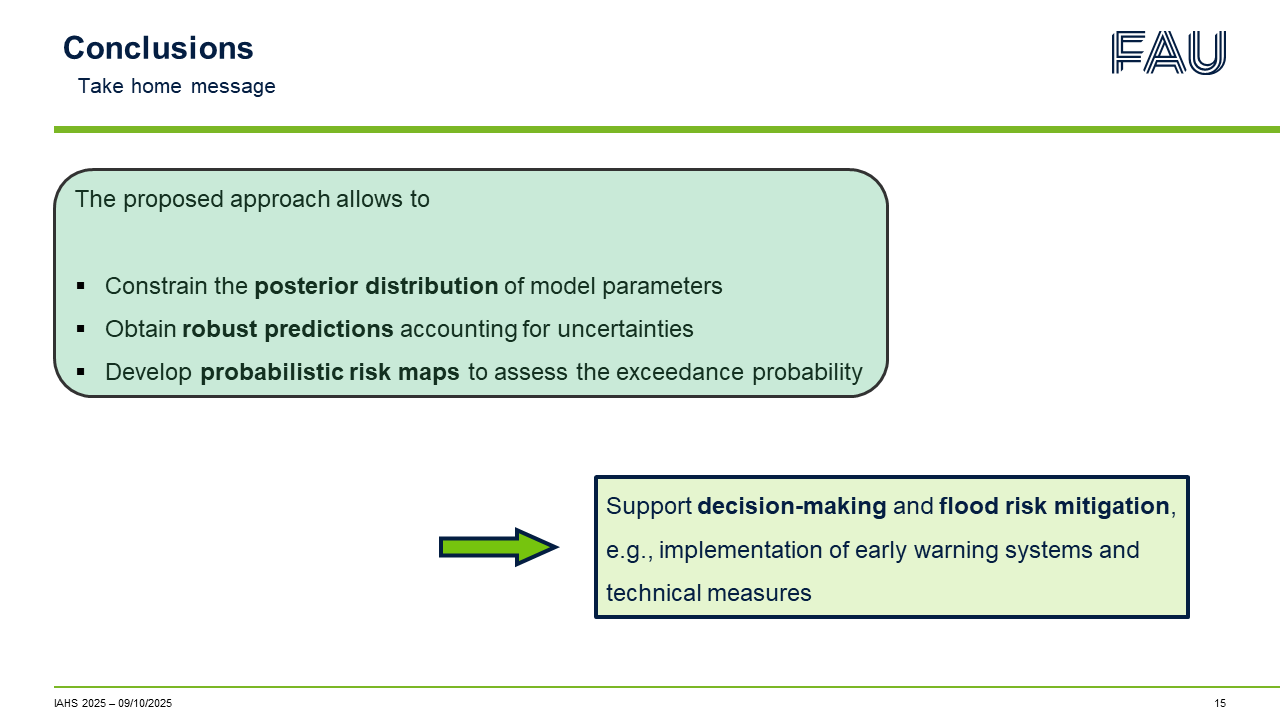 Conclusions
Take home message
FAU
The proposed approach allows to
▪ Constrain the posterior distribution of model parameters
▪ Obtain robust predictions accounting for uncertainties
▪ Develop probabilistic risk maps to assess the exceedance probability
Support decision-making and flood risk mitigation,
e.g., implementation of early warning systems and
technical measures
IAHS 2025 – 09/10/2025
15